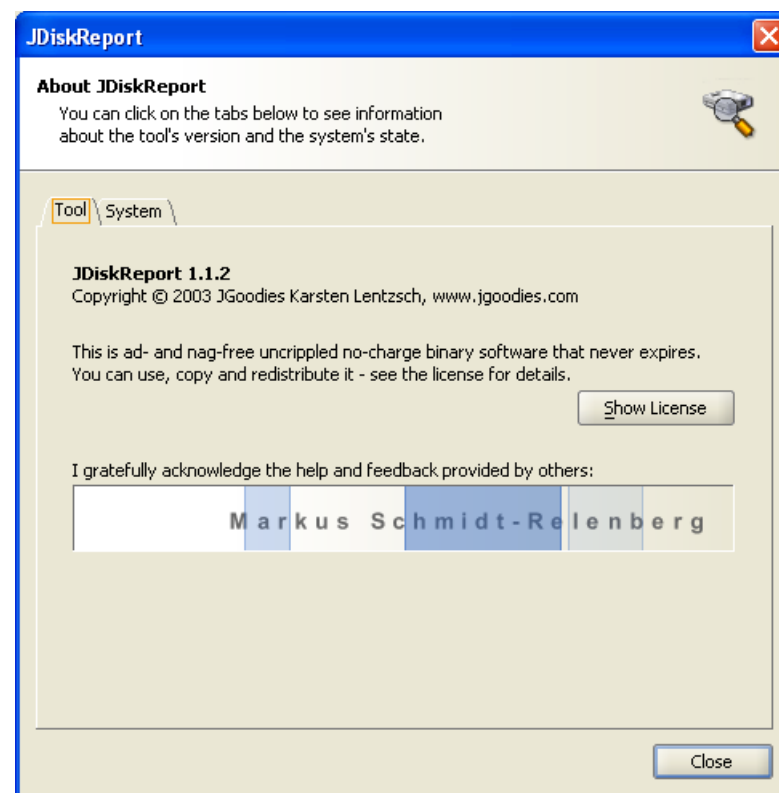 JDiskReport
About JDiskReport
You can click on the tabs below to see information
about the tool's version and the system's state.
Tool System
JDiskReport 1.1.2
Copyright © 2003 JGoodies Karsten Lentzsch, www.jgoodies.com
This is ad- and nag-free uncrippled no-charge binary software that never expires.
You can use, copy and redistribute it - see the license for details.
Show License
I gratefully acknowledge the help and feedback provided by others:
Markus Schmidt-Relenberg
Close